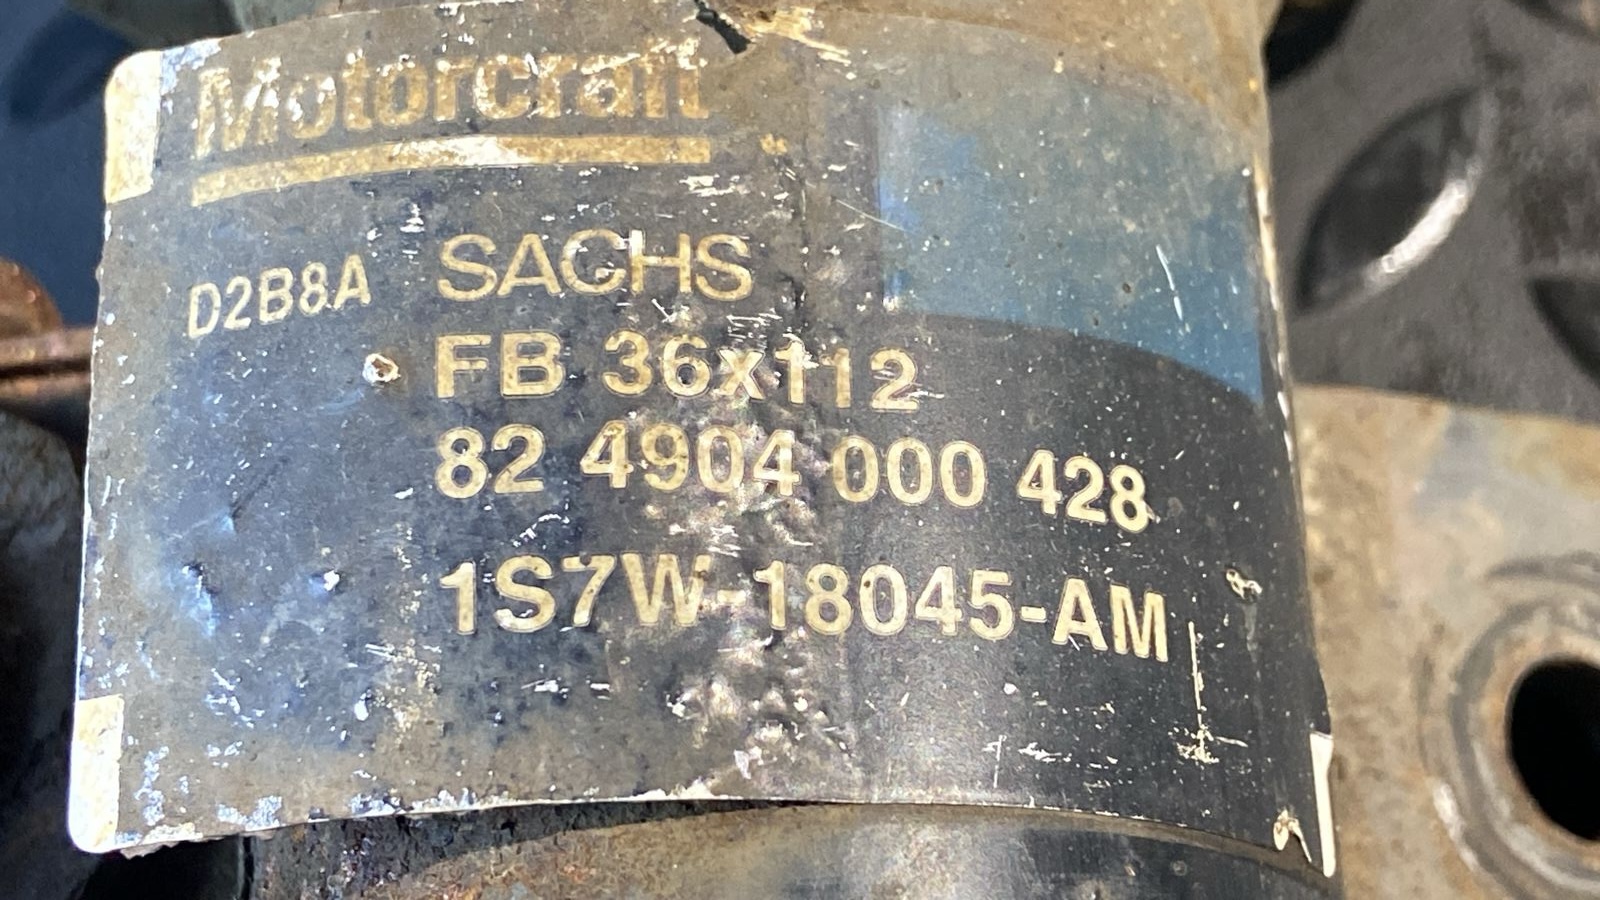 Motorcraft
D2B8A SACHS
FB 36x112
82 4904 000 428
1S7W-18045-AM